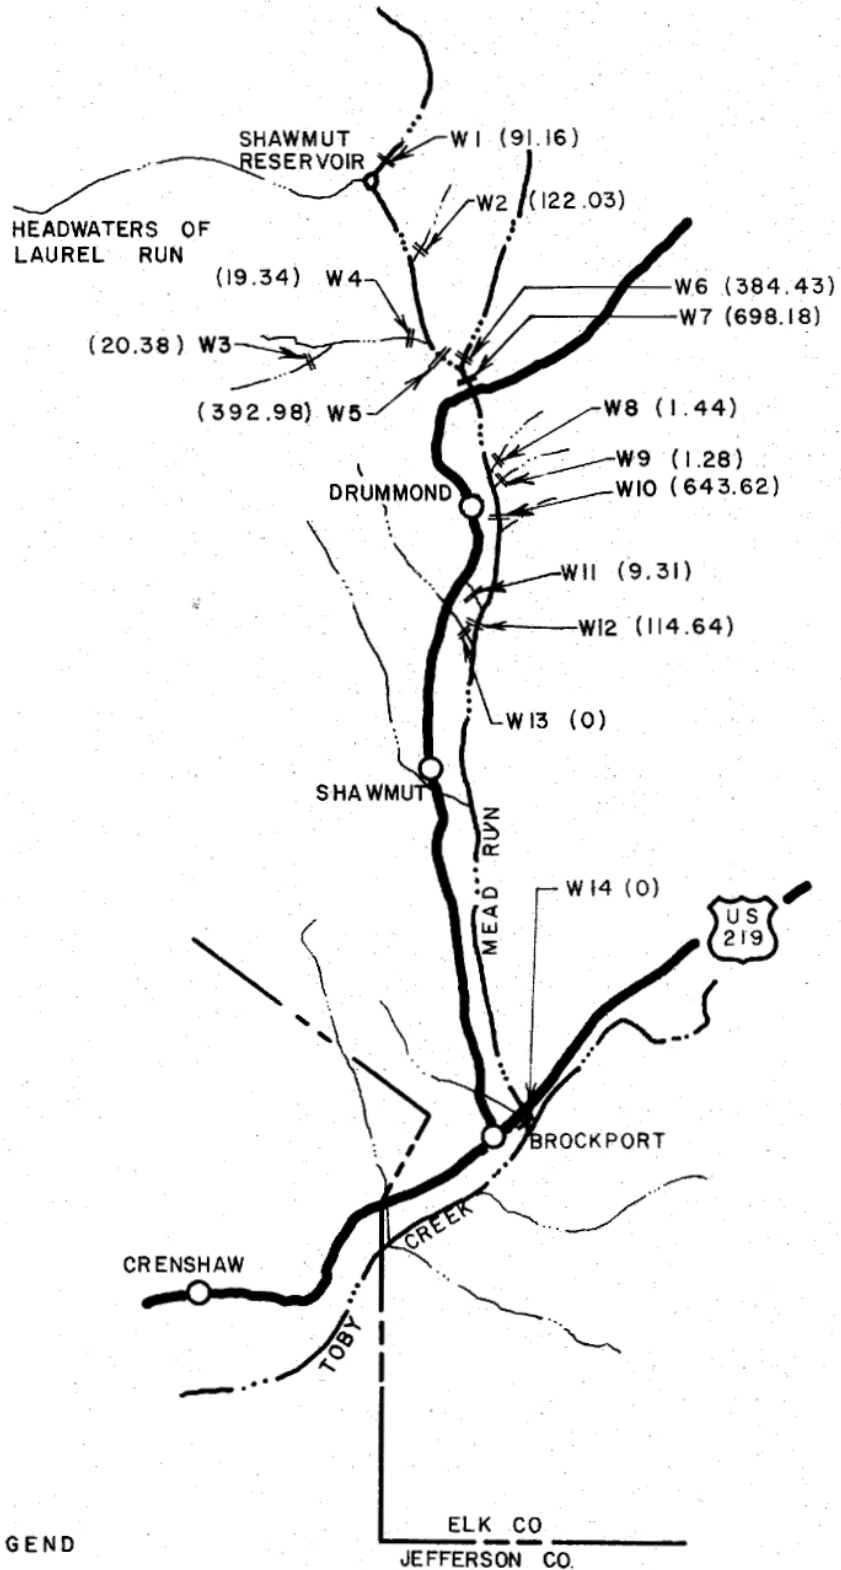 SHAWMUT
RESERVOIR
W1 (91.16)
W2 (122.03)
HEADWATERS OF
LAUREL RUN
(19.34) W4
W6 (384.43)
W7 (698.18)
(20.38) W3
(392.98) W5
W8 (1.44)
W9 (1.28)
W10 (643.62)
DRUMMOND
W11 (9.31)
W12 (114.64)
W13 (0)
SHAWMUT
MEAD RUN
W14 (0)
US
219
BROCKPORT
CREEK
CRENSHAW
TOBY
ELK CO
JEFFERSON CO.
GEND